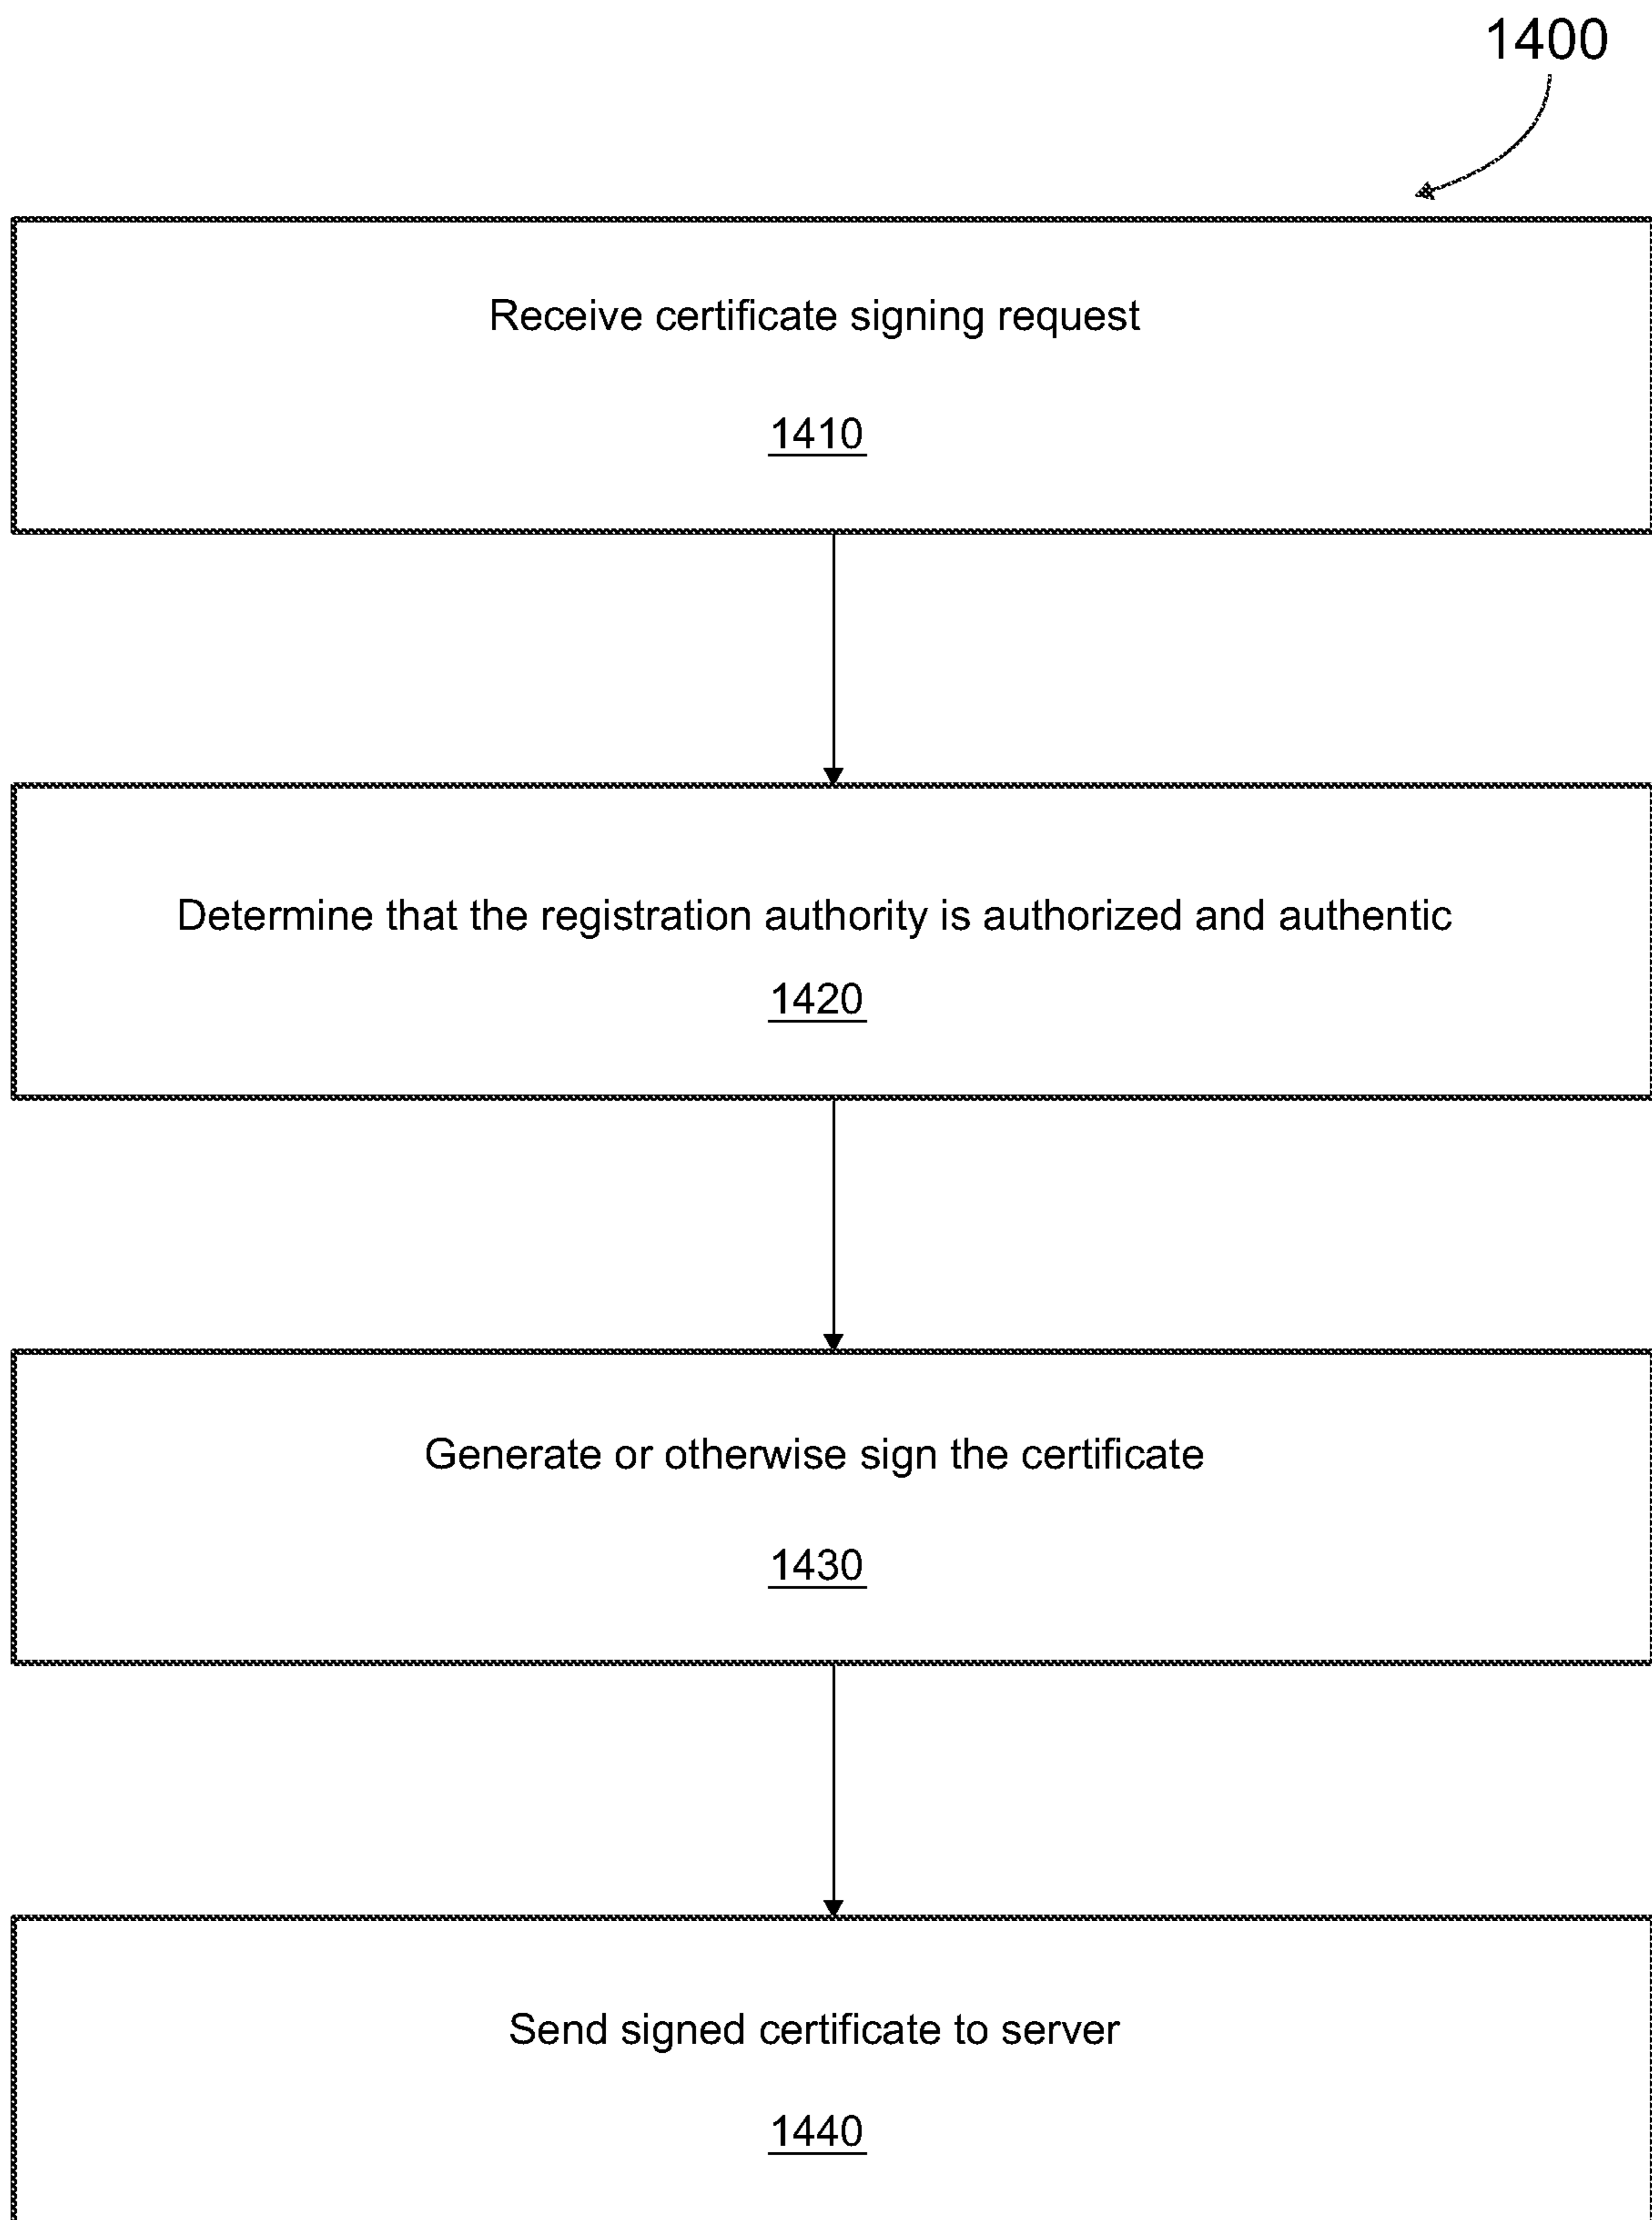 1400
Receive certificate signing request
1410
Determine that the registration authority is authorized and authentic
1420
Generate or otherwise sign the certificate
1430
Send signed certificate to server
1440